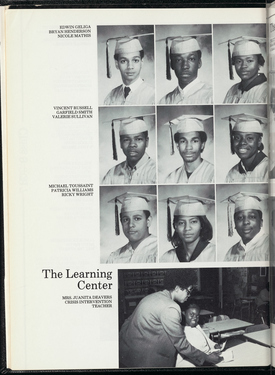 EDWIN GELIGA
BRYAN HENDERSON
NICOLE MATHIS
VINCENT RUSSELL
GARFIELD SMITH
VALERIE SULLIVAN
MICHAEL TOUSSAINT
PATRICIA WILLIAMS
RICKY WRIGHT
The Learning
Center
MRS. JUANITA DEAVERS
CRISIS INTERVENTION
TEACHER